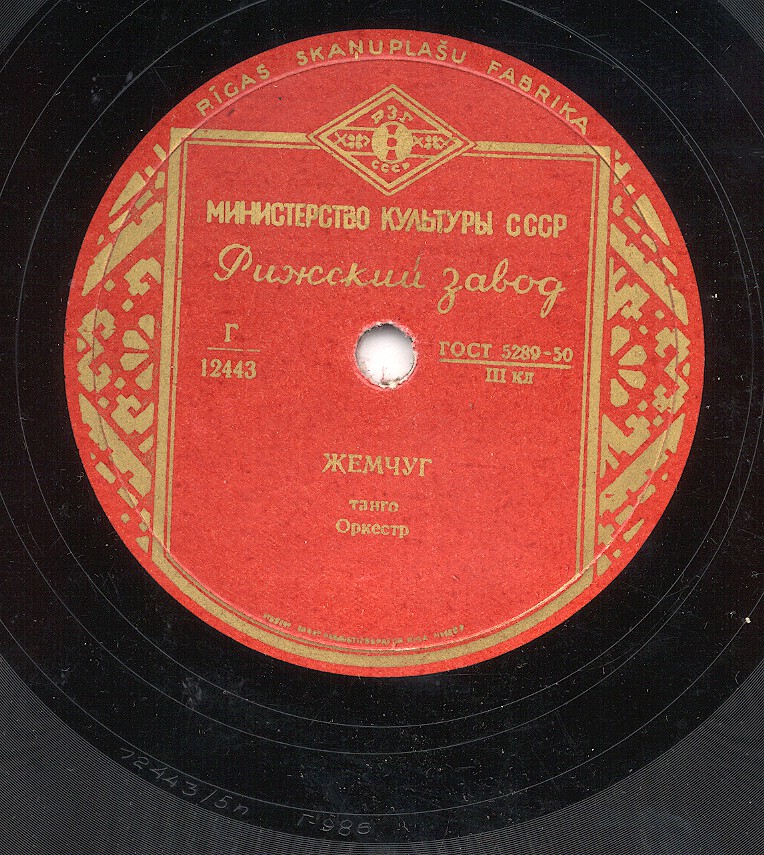 RĪGAS SKAŅUPLAŠU FABRIKA
РЗГ
СССР
МИНИСТЕРСТВО КУЛЬТУРЫ СССР
Рижский завод
Г
12443
ГОСТ 5289-50
III кл
ЖЕМЧУГ
танго
Оркестр
12443/5п
Г-986